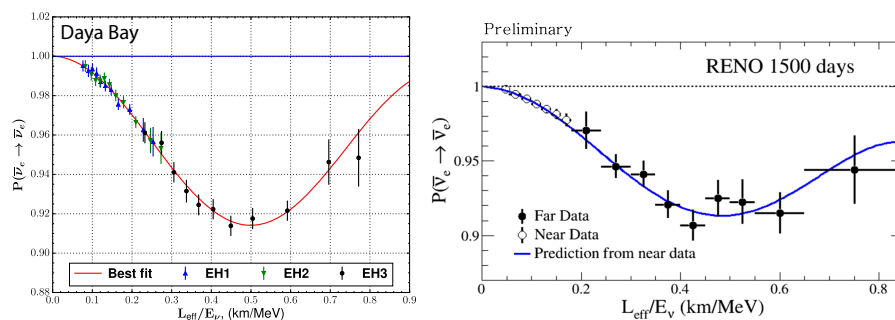 Daya Bay
1.02
1.00
0.98
0.96
0.94
0.92
0.90
0.88
P(ν̅e → ν̅e)
Best fit
EH1
EH2
EH3
0.0 0.1 0.2 0.3 0.4 0.5 0.6 0.7 0.8 0.9
Leff/Eν, (km/MeV)
Preliminary
RENO 1500 days
1
0.95
0.9
P(ν̅e → ν̅e)
Far Data
Near Data
Prediction from near data
0 0.2 0.4 0.6 0.8
Leff/Eν (km/MeV)